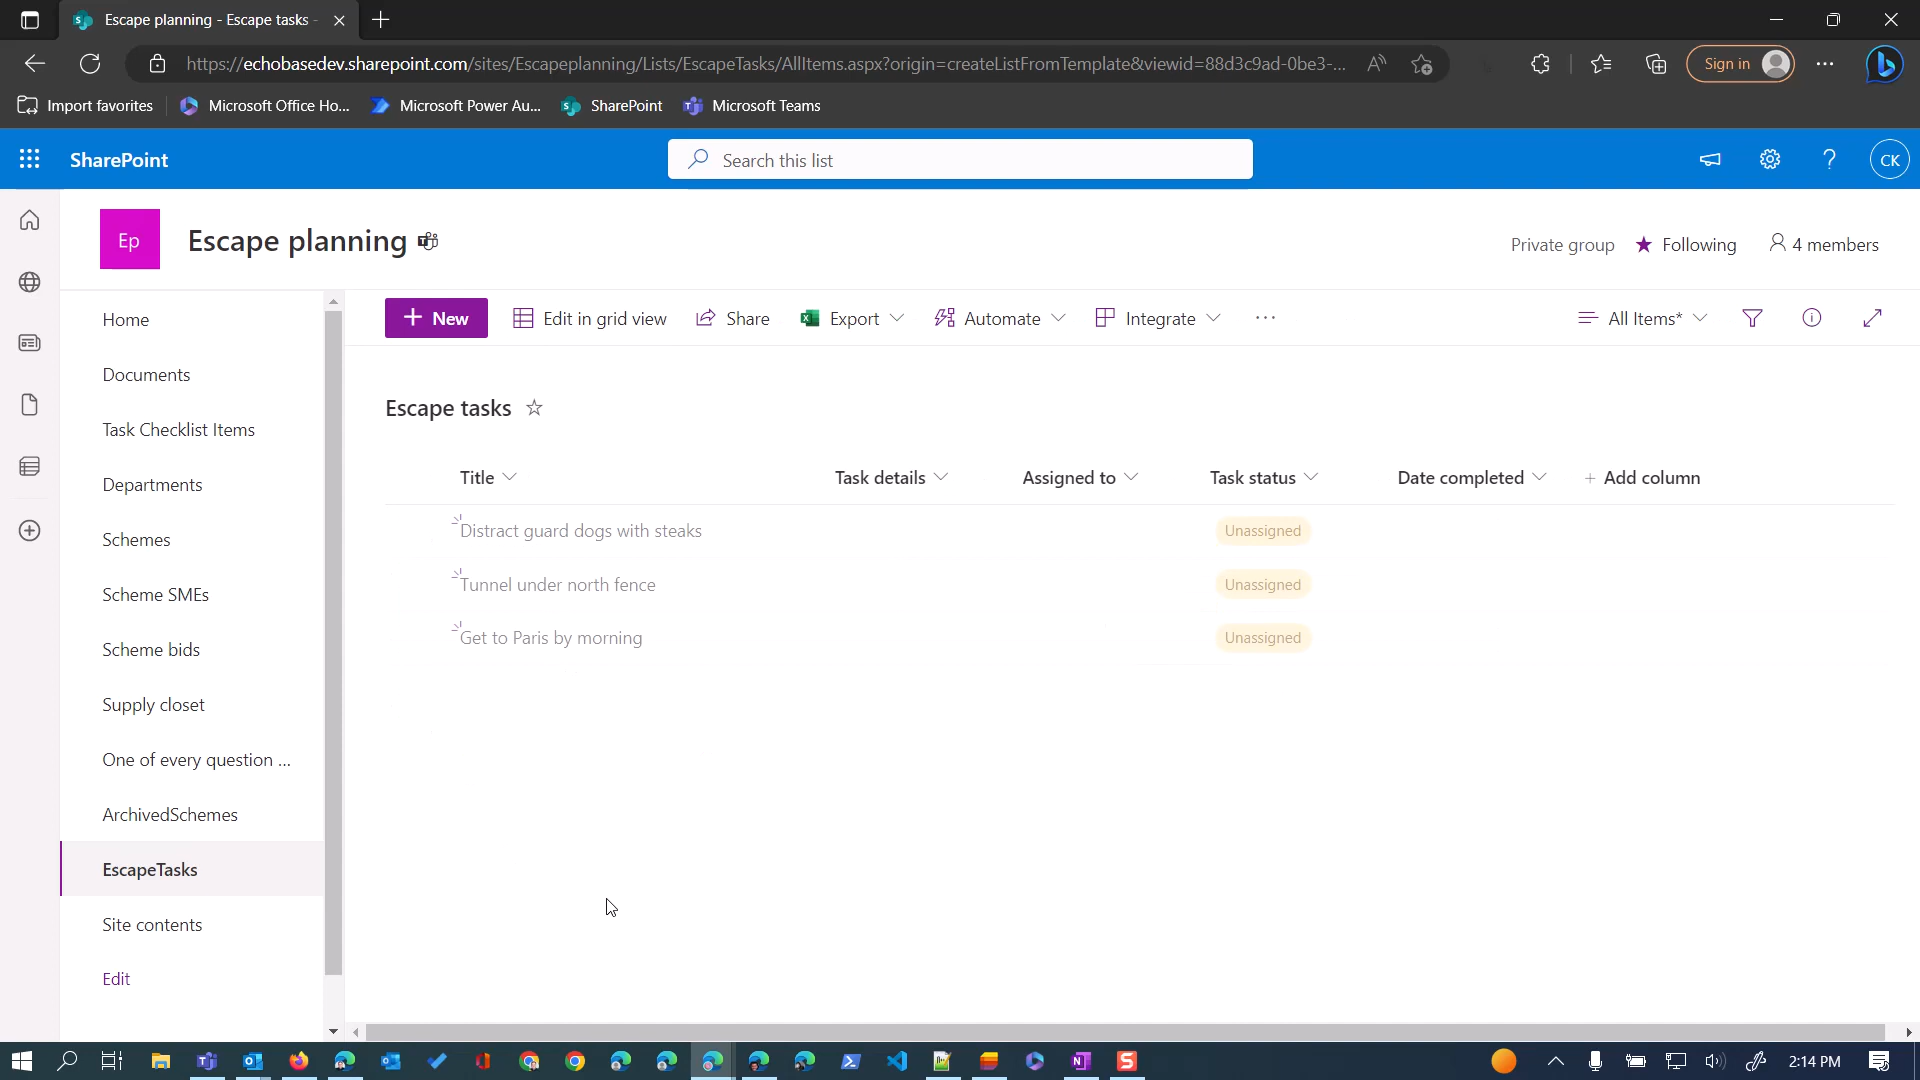 Escape planning - Escape tasks -
https://echobasedev.sharepoint.com/sites/Escapeplanning/Lists/EscapeTasks/AllItems.aspx?origin=createListFromTemplate&viewid=88d3c9ad-0be3-...
Sign in
Import favorites
Microsoft Office Ho...
Microsoft Power Au...
SharePoint
Microsoft Teams
SharePoint
Search this list
CK
Ep
Escape planning
Private group
Following
4 members
Home
Documents
Task Checklist Items
Departments
Schemes
Scheme SMEs
Scheme bids
Supply closet
One of every question ...
ArchivedSchemes
EscapeTasks
Site contents
Edit
+ New
Edit in grid view
Share
Export
Automate
Integrate
...
All Items*
Escape tasks
Title
Task details
Assigned to
Task status
Date completed
+ Add column
Distract guard dogs with steaks
Unassigned
Tunnel under north fence
Unassigned
Get to Paris by morning
Unassigned
2:14 PM